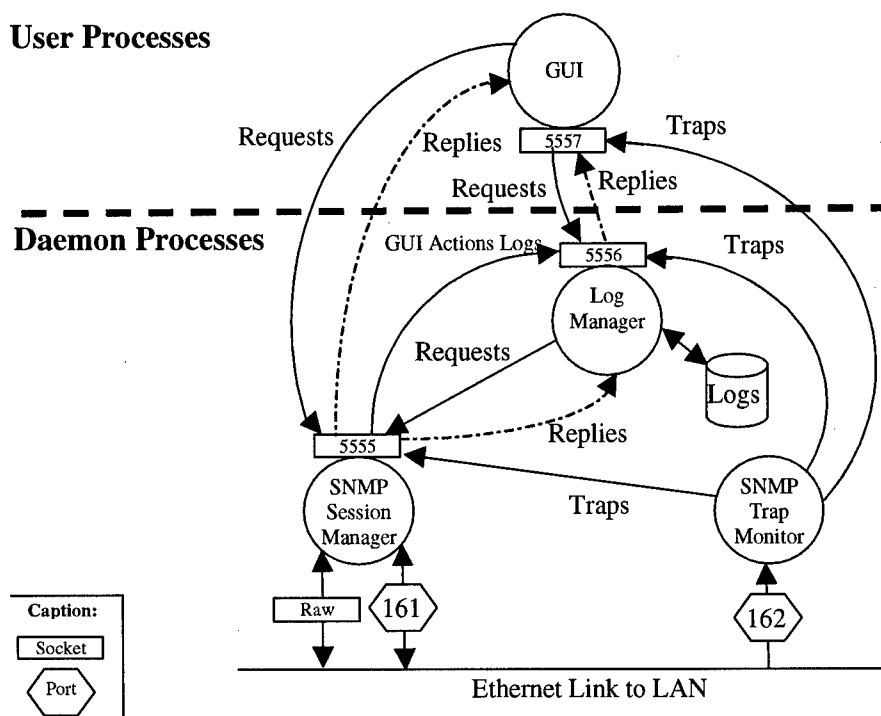 User Processes
GUI
Requests
Replies
5557
Traps
Requests
Replies
Daemon Processes
GUI Actions Logs
5556
Traps
Log
Manager
Requests
Logs
Replies
5555
SNMP
Session
Manager
Traps
SNMP
Trap
Monitor
Caption:
Socket
Port
Raw
161
162
Ethernet Link to LAN